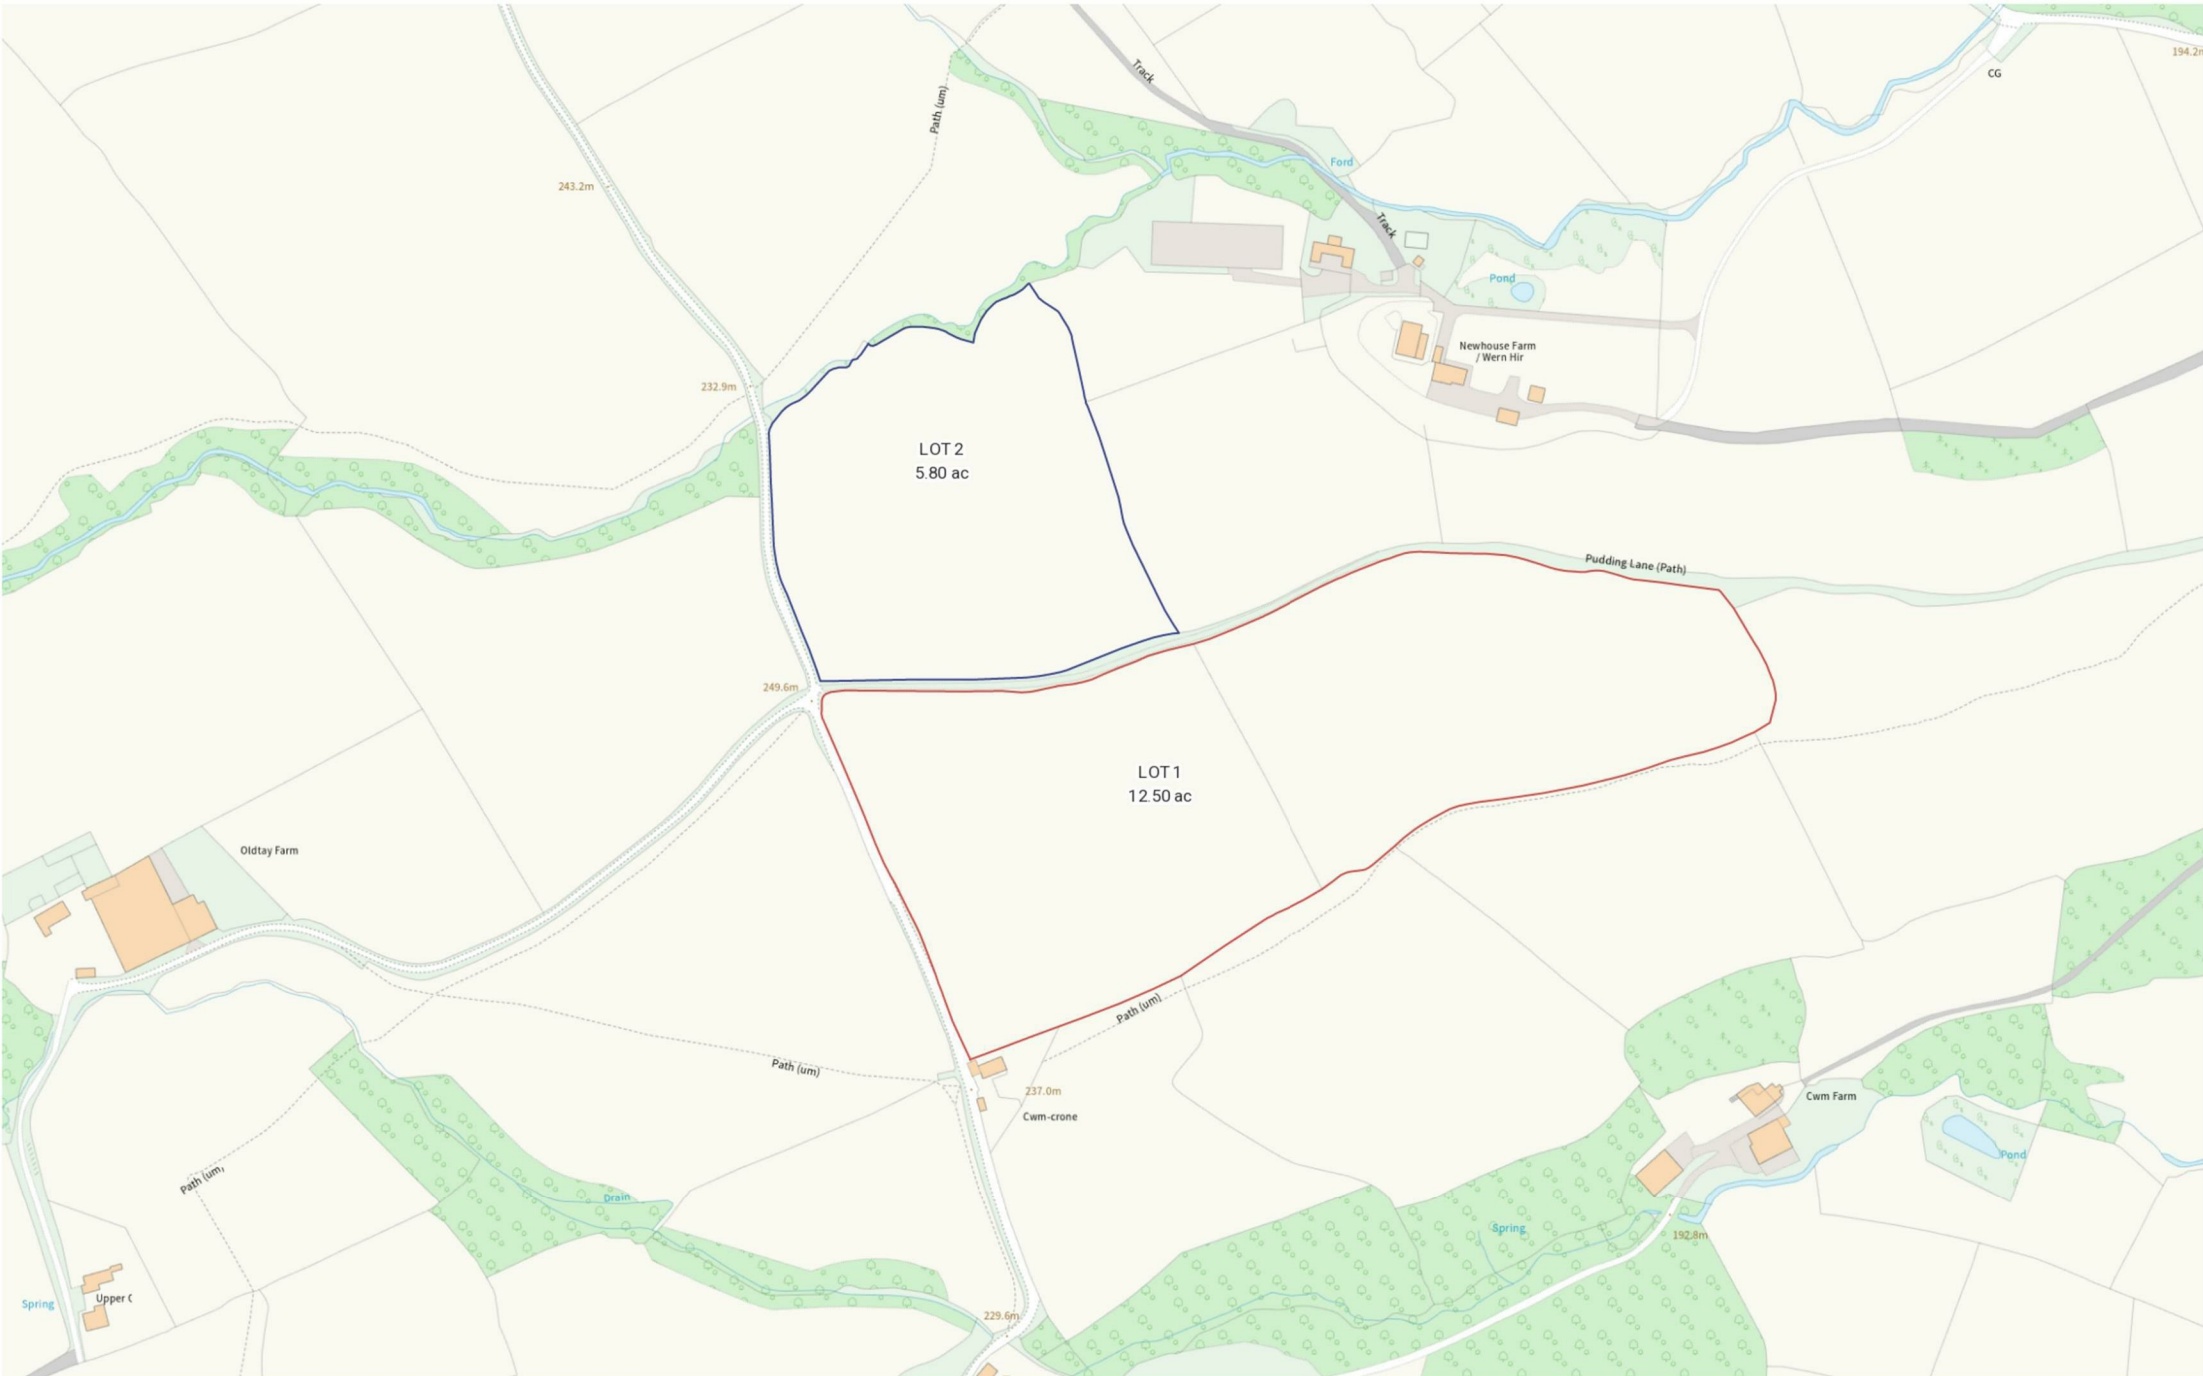 194.2m
CG
Track
Path (um)
Ford
243.2m
Track
Pond
Newhouse Farm
/ Wern Hir
232.9m
LOT 2
5.80 ac
Pudding Lane (Path)
249.6m
LOT 1
12.50 ac
Oldtay Farm
Path (um)
Path (um)
237.0m
Cwm-crone
Cwm Farm
Pond
Path (um,
Drain
Spring
192.8m
Upper
Spring
229.6m